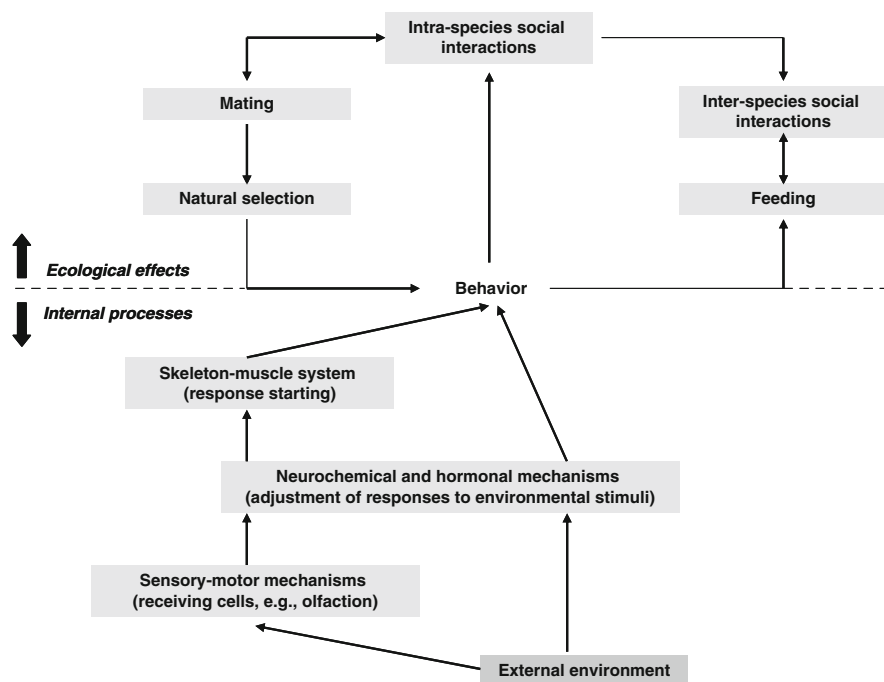 Intra-species social
interactions
Mating
Inter-species social
interactions
Natural selection
Feeding
Ecological effects
Behavior
Internal processes
Skeleton-muscle system
(response starting)
Neurochemical and hormonal mechanisms
(adjustment of responses to environmental stimuli)
Sensory-motor mechanisms
(receiving cells, e.g., olfaction)
External environment